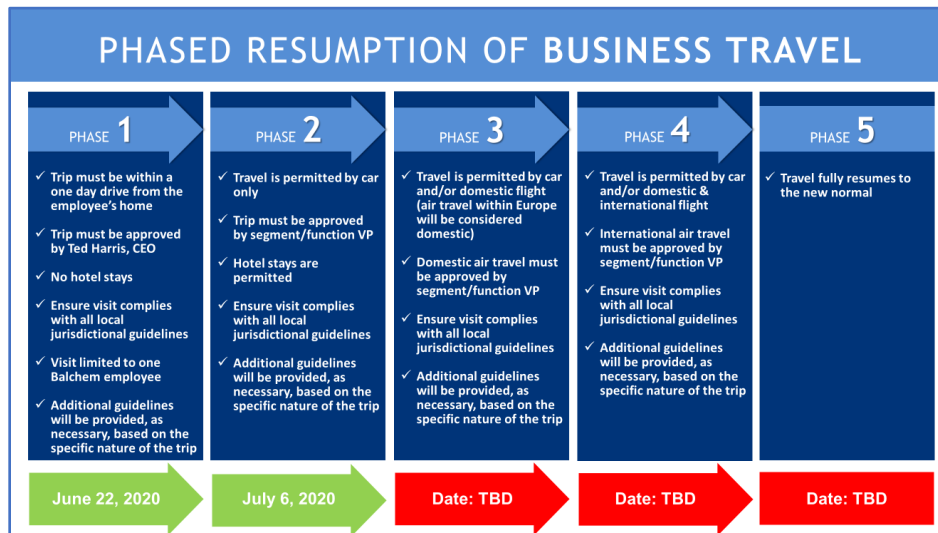 PHASED RESUMPTION OF BUSINESS TRAVEL
PHASE 1
✓ Trip must be within a
one day drive from the
employee's home
✓ Trip must be approved
by Ted Harris, CEO
✓ No hotel stays
✓ Ensure visit complies
with all local
jurisdictional guidelines
✓ Visit limited to one
Balchem employee
✓ Additional guidelines
will be provided, as
necessary, based on the
specific nature of the trip
June 22, 2020
PHASE 2
✓ Travel is permitted by car
only
✓ Trip must be approved
by segment/function VP
✓ Hotel stays are
permitted
✓ Ensure visit complies
with all local
jurisdictional guidelines
✓ Additional guidelines
will be provided, as
necessary, based on the
specific nature of the trip
July 6, 2020
PHASE 3
✓ Travel is permitted by car
and/or domestic flight
(air travel within Europe
will be considered
domestic)
✓ Domestic air travel must
be approved by
segment/function VP
✓ Ensure visit complies
with all local
jurisdictional guidelines
✓ Additional guidelines
will be provided, as
necessary, based on the
specific nature of the trip
Date: TBD
PHASE 4
✓ Travel is permitted by car
and/or domestic &
international flight
✓ International air travel
must be approved by
segment/function VP
✓ Ensure visit complies
with all local
jurisdictional guidelines
✓ Additional guidelines
will be provided, as
necessary, based on the
specific nature of the trip
Date: TBD
PHASE 5
✓ Travel fully resumes to
the new normal
Date: TBD